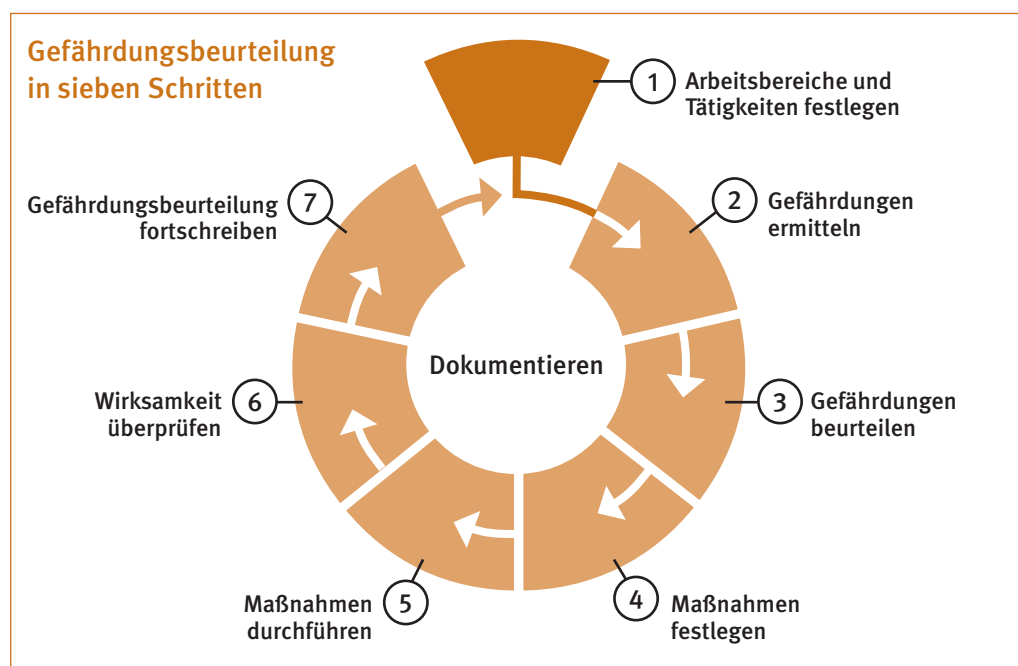 Gefährdungsbeurteilung
in sieben Schritten
1
Arbeitsbereiche und
Tätigkeiten festlegen
2
Gefährdungen
ermitteln
3
Gefährdungen
beurteilen
4
Maßnahmen
festlegen
5
Maßnahmen
durchführen
6
Wirksamkeit
überprüfen
7
Gefährdungsbeurteilung
fortschreiben
Dokumentieren